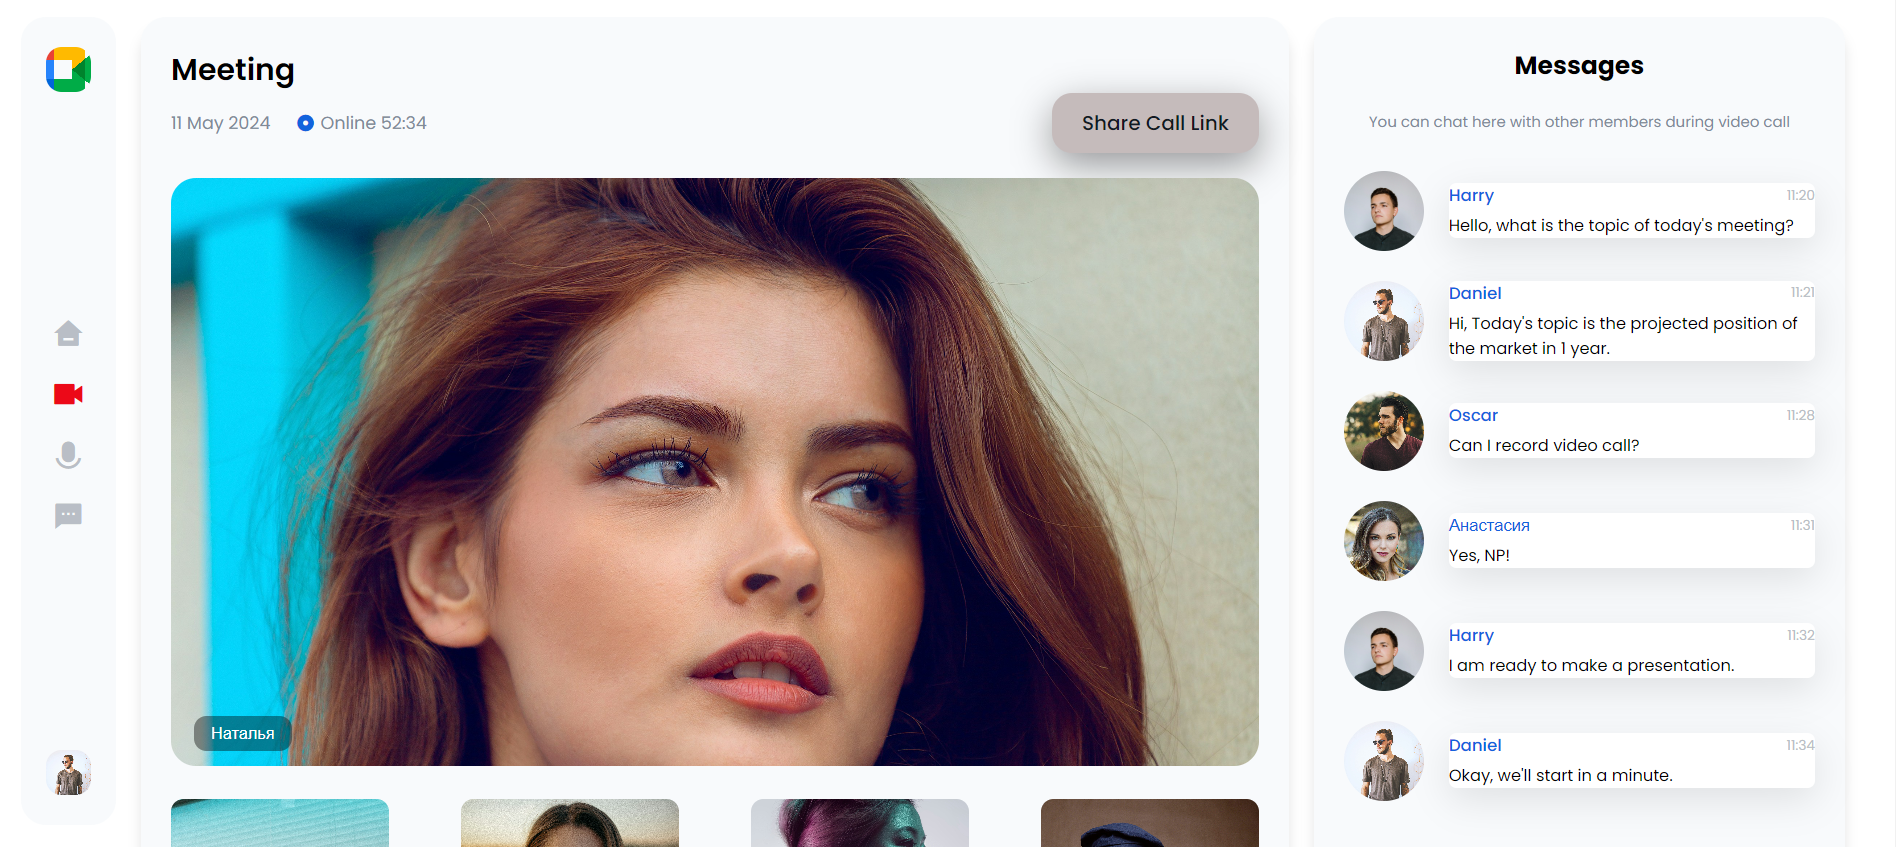 Meeting
11 May 2024
Online 52:34
Share Call Link
Наталья
Messages
You can chat here with other members during video call
Harry
11:20
Hello, what is the topic of today's meeting?
Daniel
11:21
Hi, Today's topic is the projected position of
the market in 1 year.
Oscar
11:28
Can I record video call?
Анастасия
11:31
Yes, NP!
Harry
11:32
I am ready to make a presentation.
Daniel
11:34
Okay, we'll start in a minute.